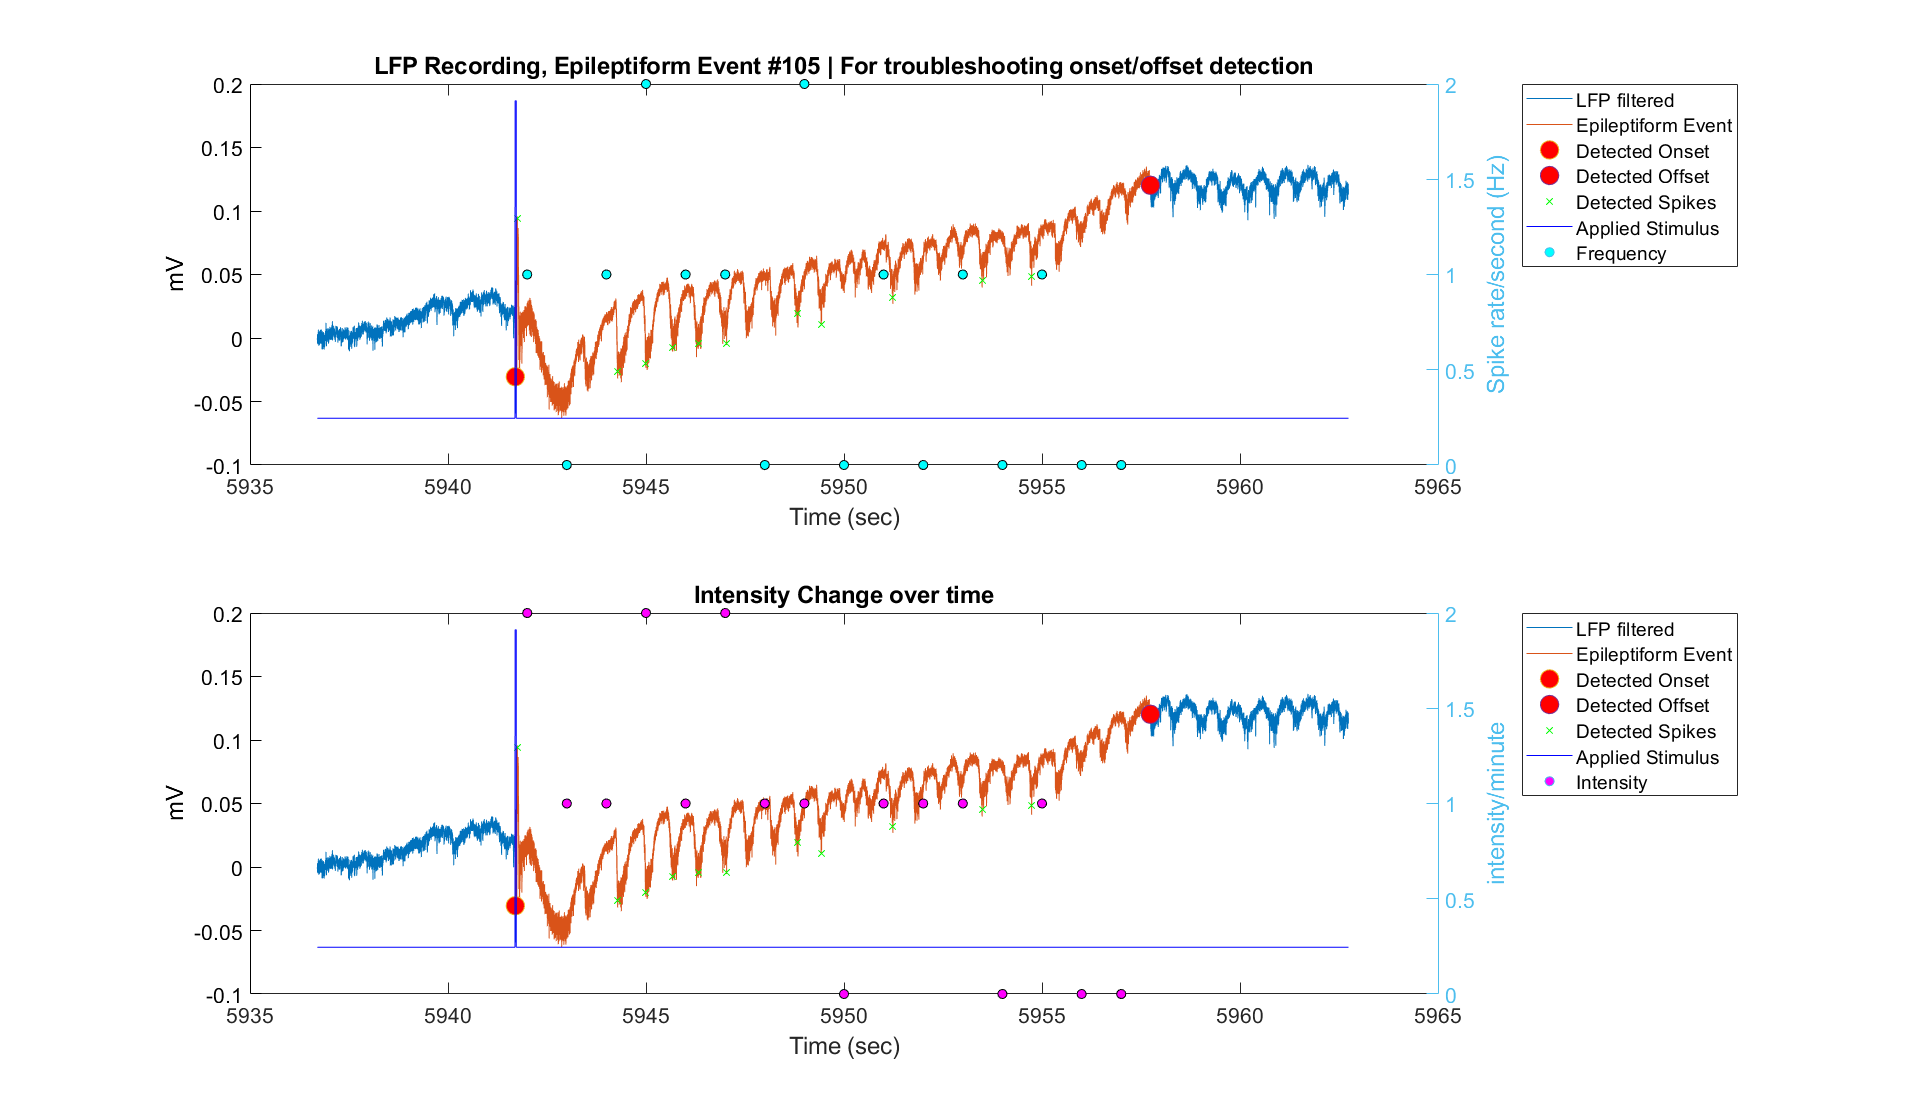 LFP Recording, Epileptiform Event #105 | For troubleshooting onset/offset detection
0.2
0.15
0.1
0.05
0
-0.05
-0.1
mV
5935
5940
5945
5950
5955
5960
5965
Time (sec)
2
1.5
1
0.5
0
Spike rate/second (Hz)
LFP filtered
Epileptiform Event
Detected Onset
Detected Offset
Detected Spikes
Applied Stimulus
Frequency
Intensity Change over time
0.2
0.15
0.1
0.05
0
-0.05
-0.1
mV
5935
5940
5945
5950
5955
5960
5965
Time (sec)
2
1.5
1
0.5
0
intensity/minute
LFP filtered
Epileptiform Event
Detected Onset
Detected Offset
Detected Spikes
Applied Stimulus
Intensity